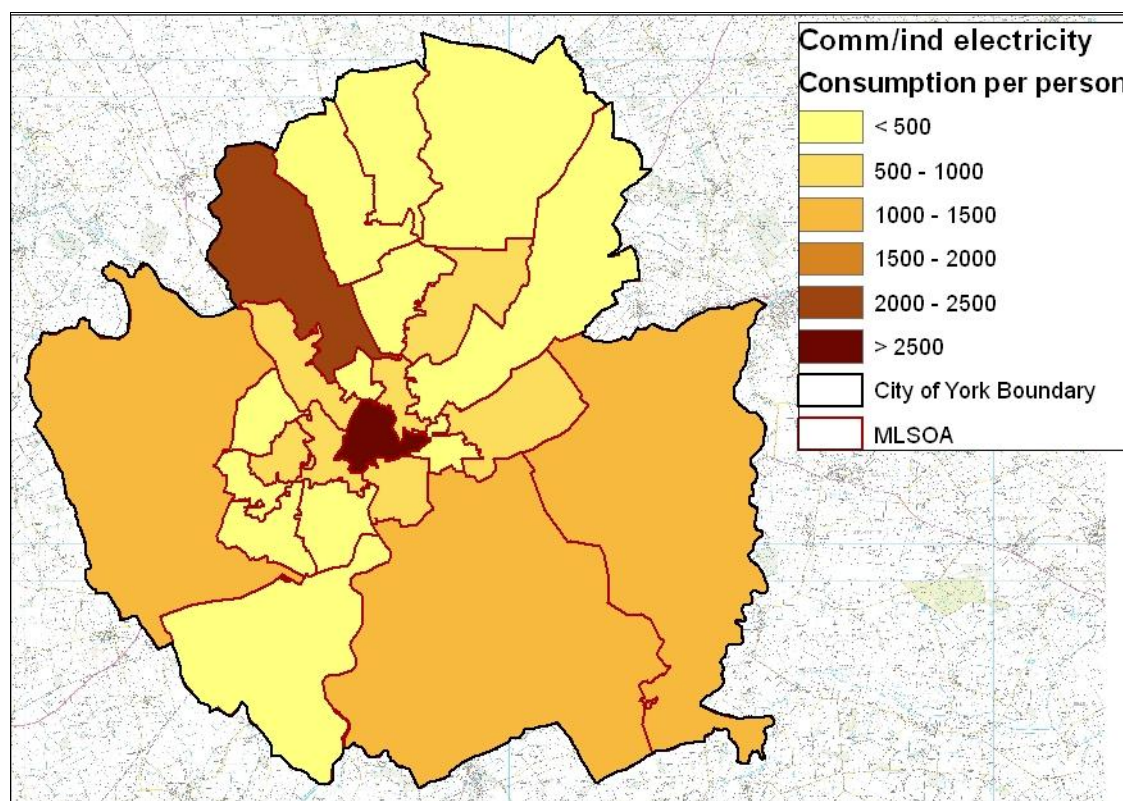 Comm/ind electricity
Consumption per person
< 500
500 - 1000
1000 - 1500
1500 - 2000
2000 - 2500
> 2500
City of York Boundary
MLSOA